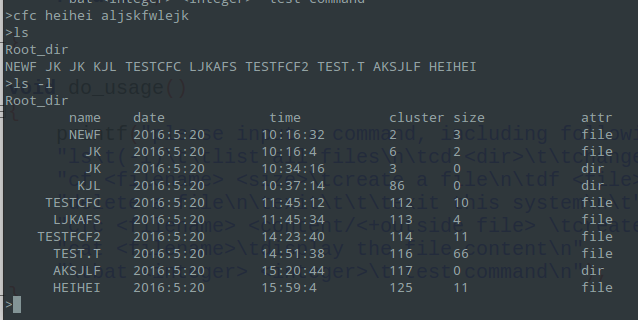 bat <integer> <integer> test command
>cfc heihei aljskfwlejk
>ls
Root_dir
NEWF JK JK KJL TESTCFC LJKAFS TESTFCF2 TEST.T AKSJLF HEIHEI
>ls -l
Root_dir
name date time cluster size attr
NEWF 2016:5:20 10:16:32 2 3 file
JK 2016:5:20 10:16:4 6 2 file
JK 2016:5:20 10:34:16 3 0 dir
KJL 2016:5:20 10:37:14 86 0 dir
TESTCFC 2016:5:20 11:45:12 112 10 file
LJKAFS 2016:5:20 11:45:34 113 4 file
TESTFCF2 2016:5:20 14:23:40 114 11 file
TEST.T 2016:5:20 14:51:38 116 66 file
AKSJLF 2016:5:20 15:20:44 117 0 dir
HEIHEI 2016:5:20 15:59:4 125 11 file
>
do_usage()